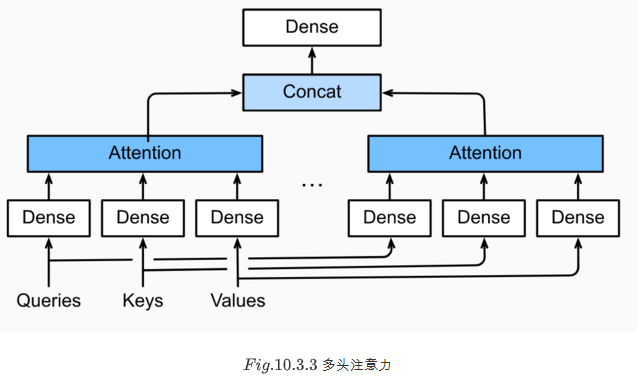 Dense
Concat
Attention Attention
...
Dense Dense Dense Dense Dense Dense
Queries Keys Values
Fig.10.3.3 多头注意力